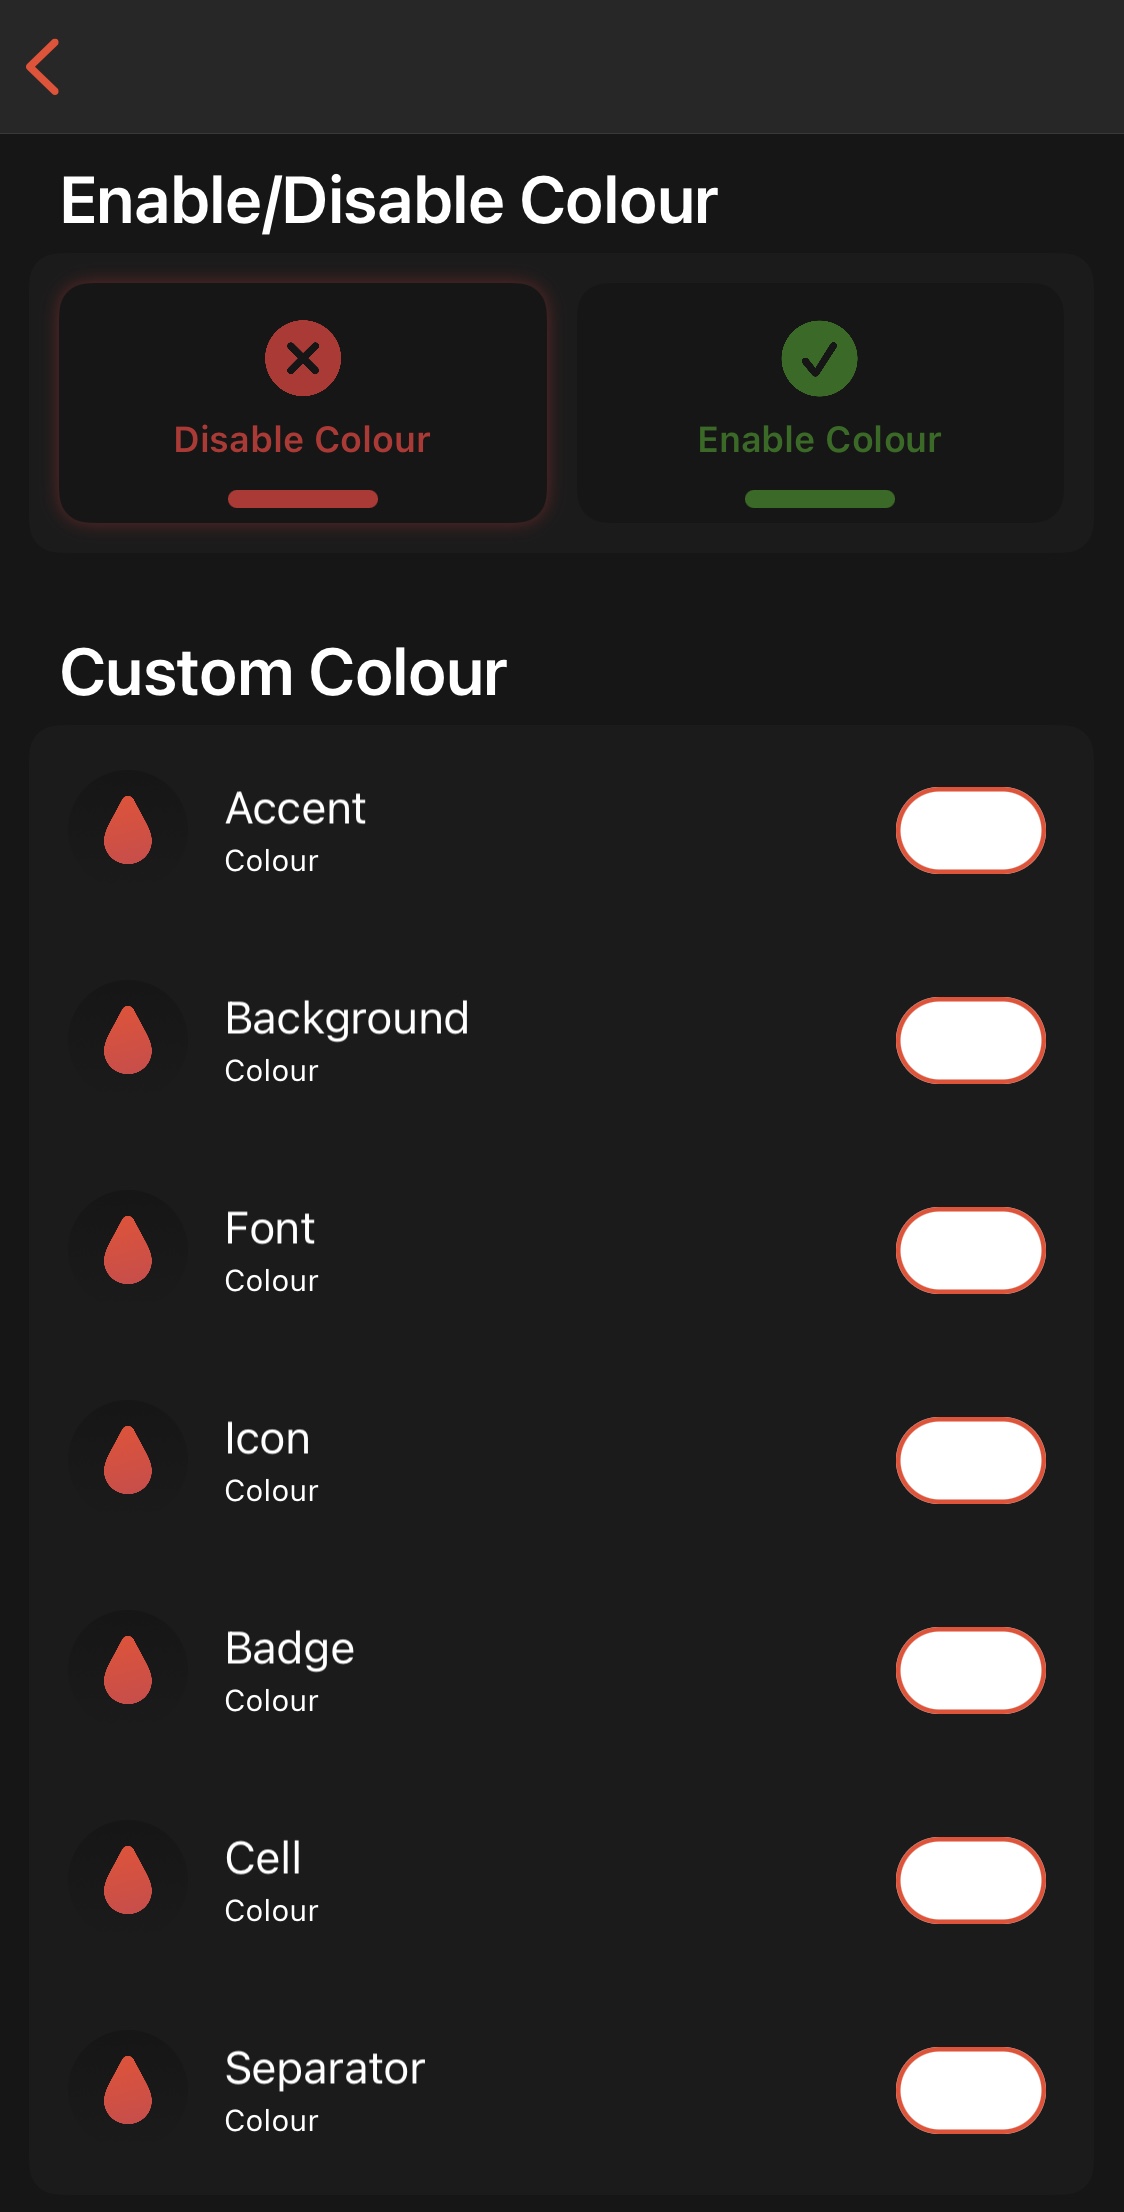 Enable/Disable Colour
Disable Colour
Enable Colour
Custom Colour
Accent
Colour
Background
Colour
Font
Colour
Icon
Colour
Badge
Colour
Cell
Colour
Separator
Colour